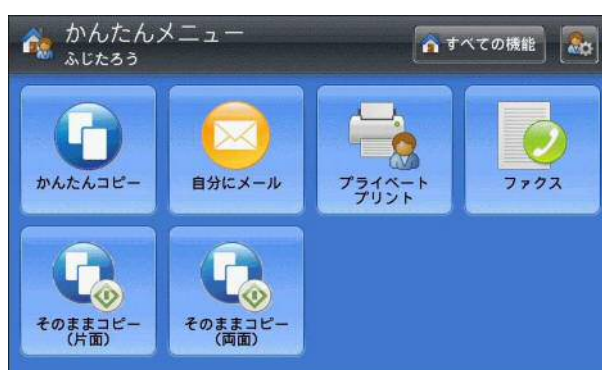 かんたんメニュー
ふじたろう
すべての機能
かんたんコピー
自分にメール
プライベート
プリント
ファクス
そのままコピー
(片面)
そのままコピー
(両面)